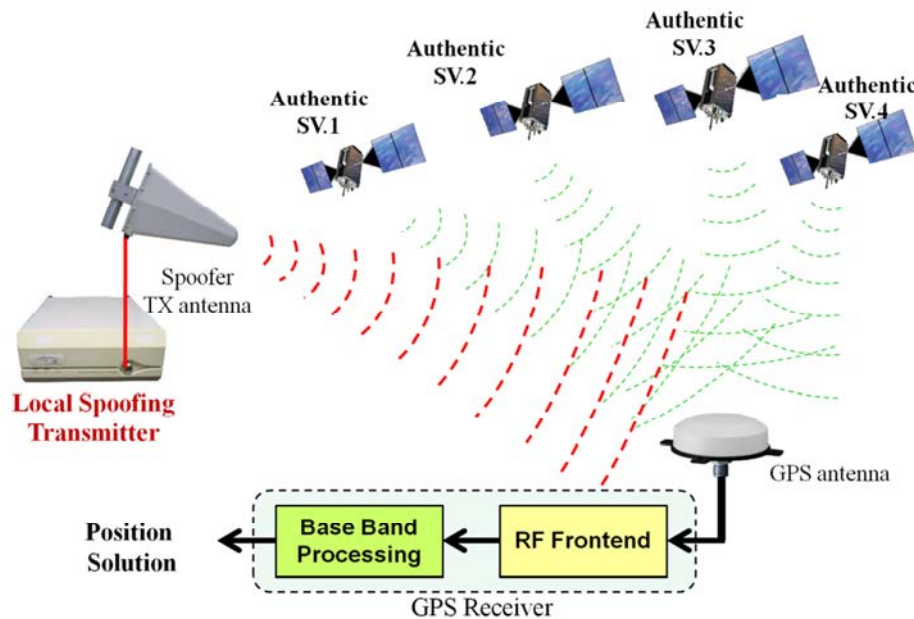 Authentic
SV.1
Authentic
SV.2
Authentic
SV.3
Authentic
SV.4
Spoofer
TX antenna
Local Spoofing
Transmitter
GPS antenna
Position
Solution
Base Band
Processing
RF Frontend
GPS Receiver